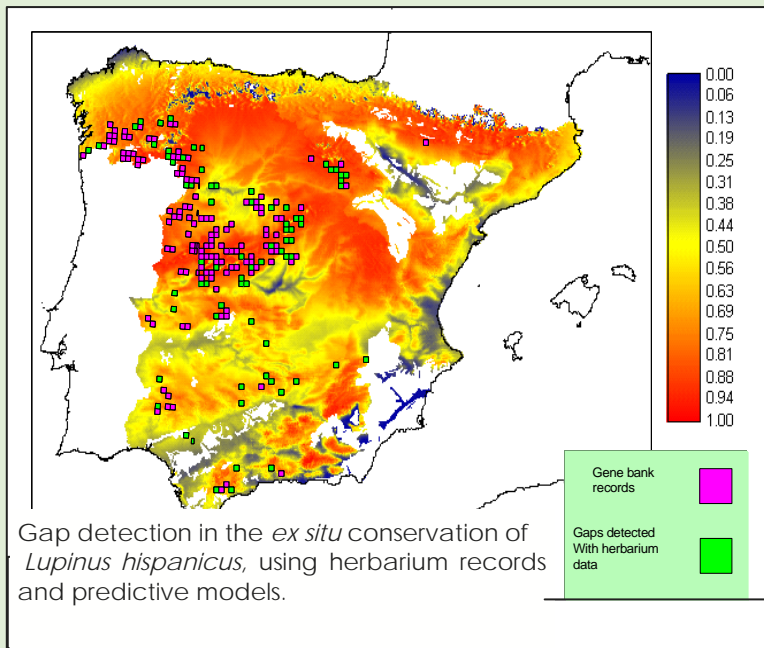 0.00
0.06
0.13
0.19
0.25
0.31
0.38
0.44
0.50
0.56
0.63
0.69
0.75
0.81
0.88
0.94
1.00
Gene bank
records
Gaps detected
With herbarium
data
Gap detection in the ex situ conservation of
Lupinus hispanicus, using herbarium records
and predictive models.